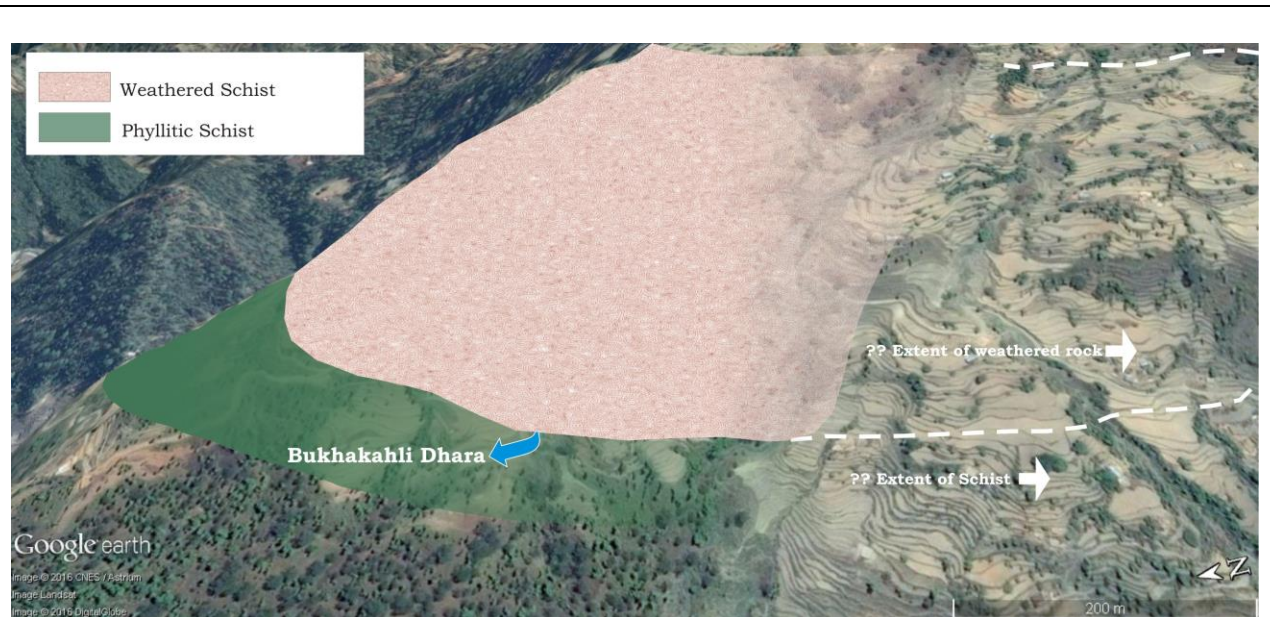 Weathered Schist
Phyllitic Schist
?? Extent of weathered rock
Bukhakahli Dhara
?? Extent of Schist
Google earth
Image © 2016 CNES / Astrium
Image Landsat
Image © 2016 DigitalGlobe
N
200 m